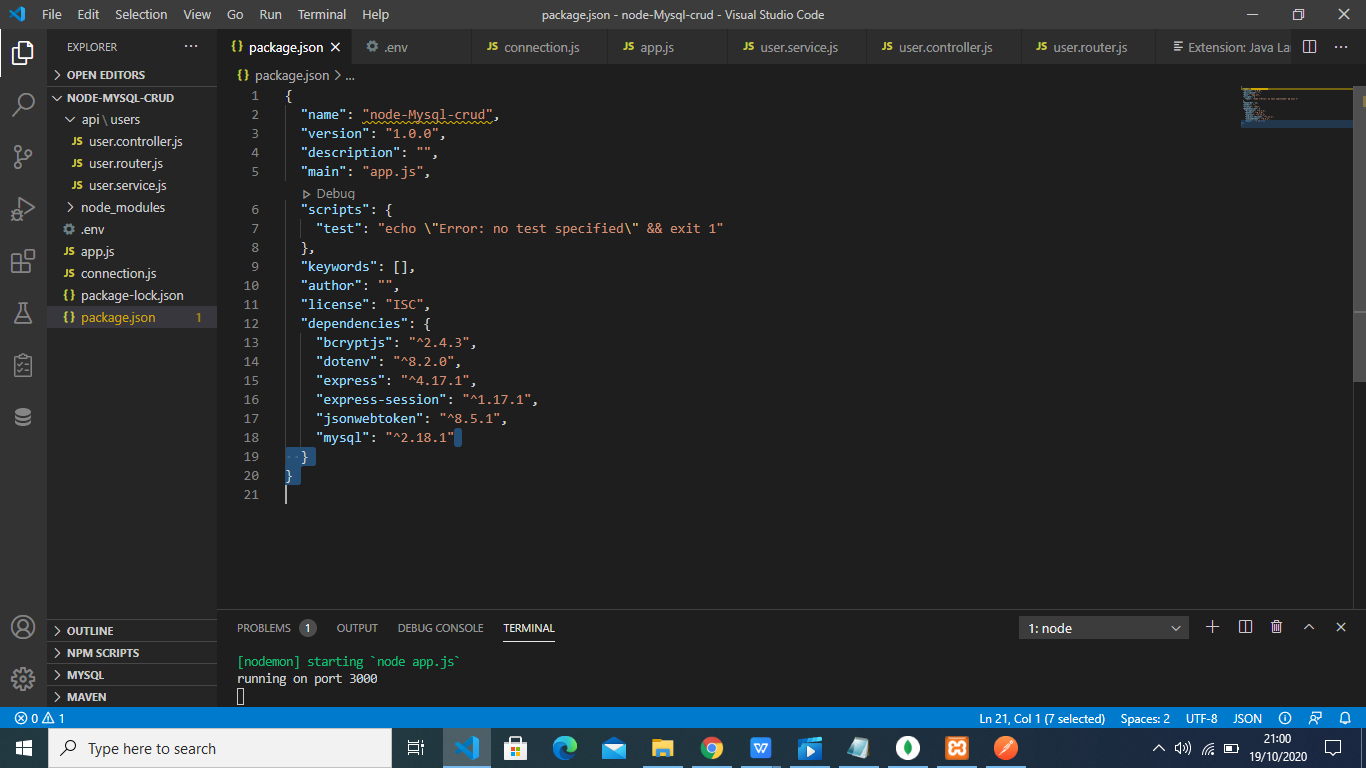 File Edit Selection View Go Run Terminal Help package.json - node-Mysql-crud - Visual Studio Code
EXPLORER ···
{} package.json .env JS connection.js JS app.js JS user.service.js JS user.controller.js JS user.router.js Extension: Java La ···
OPEN EDITORS
NODE-MYSQL-CRUD
api \ users
JS user.controller.js
JS user.router.js
JS user.service.js
node_modules
.env
JS app.js
JS connection.js
{} package-lock.json
{} package.json 1
OUTLINE
NPM SCRIPTS
MYSQL
MAVEN
{} package.json > ...
1 {
2 "name": "node-Mysql-crud",
3 "version": "1.0.0",
4 "description": "",
5 "main": "app.js",
Debug
6 "scripts": {
7 "test": "echo \"Error: no test specified\" && exit 1"
8 },
9 "keywords": [],
10 "author": "",
11 "license": "ISC",
12 "dependencies": {
13 "bcryptjs": "^2.4.3",
14 "dotenv": "^8.2.0",
15 "express": "^4.17.1",
16 "express-session": "^1.17.1",
17 "jsonwebtoken": "^8.5.1",
18 "mysql": "^2.18.1"
19 }
20 }
21
PROBLEMS 1 OUTPUT DEBUG CONSOLE TERMINAL 1: node
[nodemon] starting `node app.js`
running on port 3000
0 1 Ln 21, Col 1 (7 selected) Spaces: 2 UTF-8 JSON
Type here to search
21:00
19/10/2020